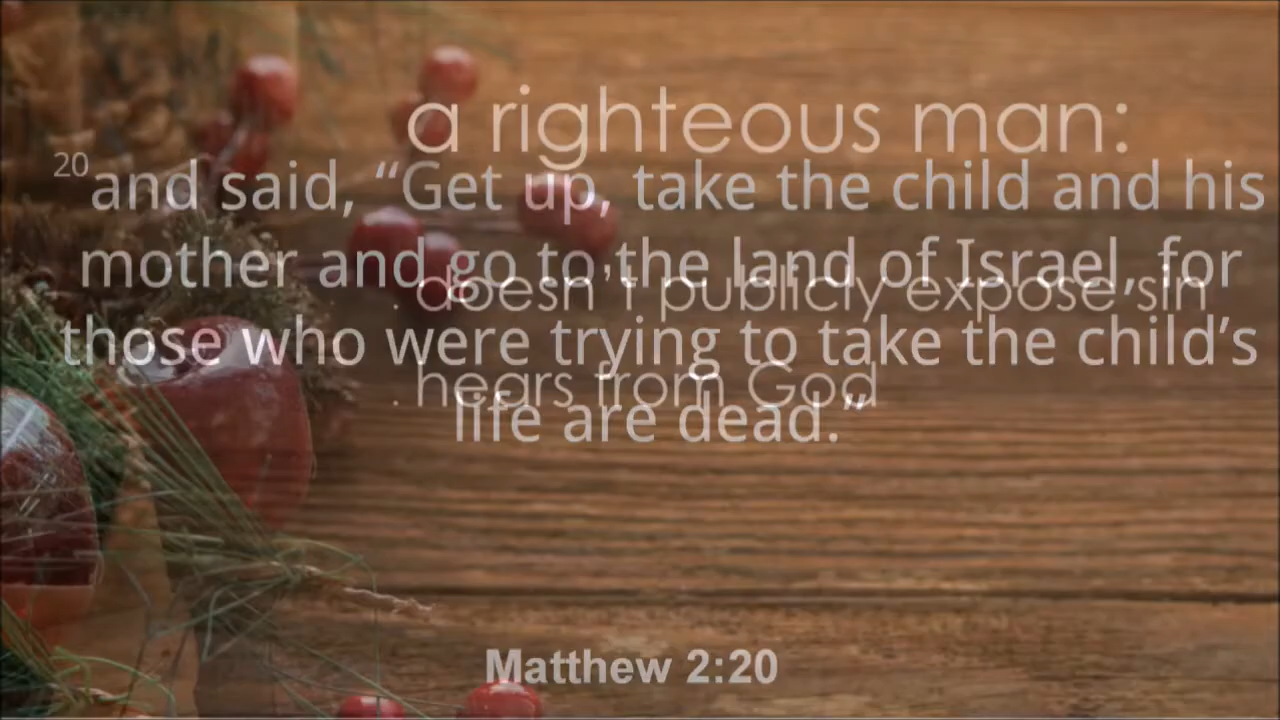 a righteous man:
20 and said, “Get up, take the child and his
mother and go to the land of Israel, for
. doesn't publicly expose sin
those who were trying to take the child’s
. hears from God
life are dead.”
Matthew 2:20